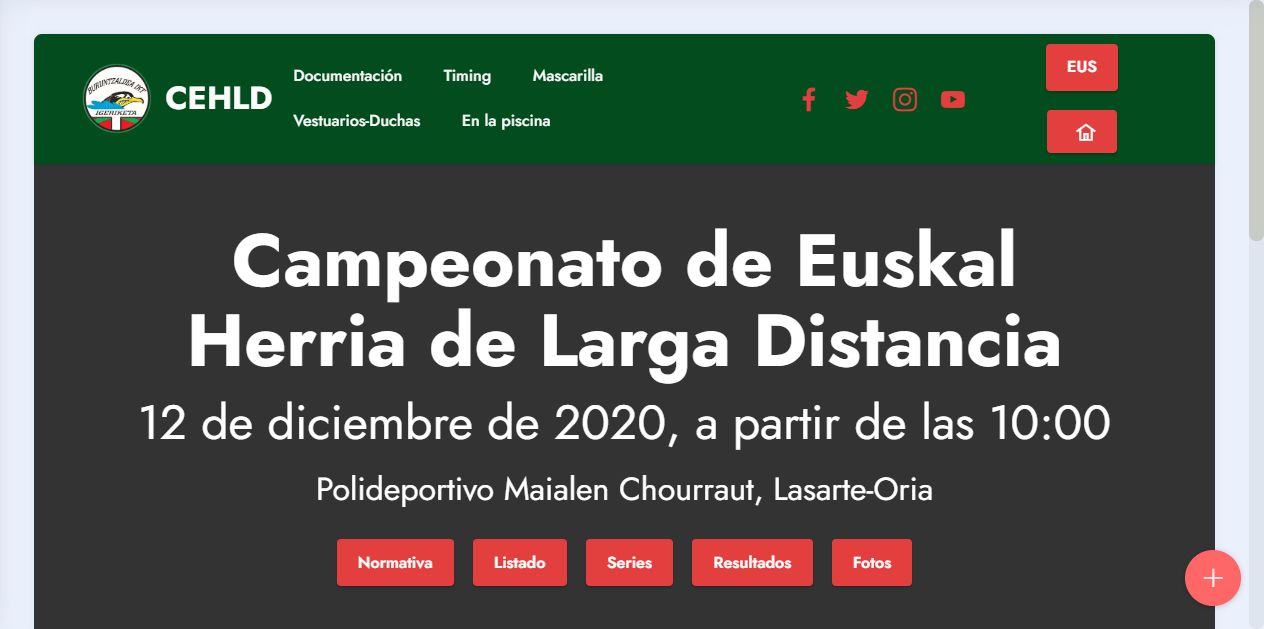 BURUNTZALDEA IKT
IGERIKETA
CEHLD
Documentación
Timing
Mascarilla
Vestuarios-Duchas
En la piscina
EUS
Campeonato de Euskal
Herria de Larga Distancia
12 de diciembre de 2020, a partir de las 10:00
Polideportivo Maialen Chourraut, Lasarte-Oria
Normativa
Listado
Series
Resultados
Fotos